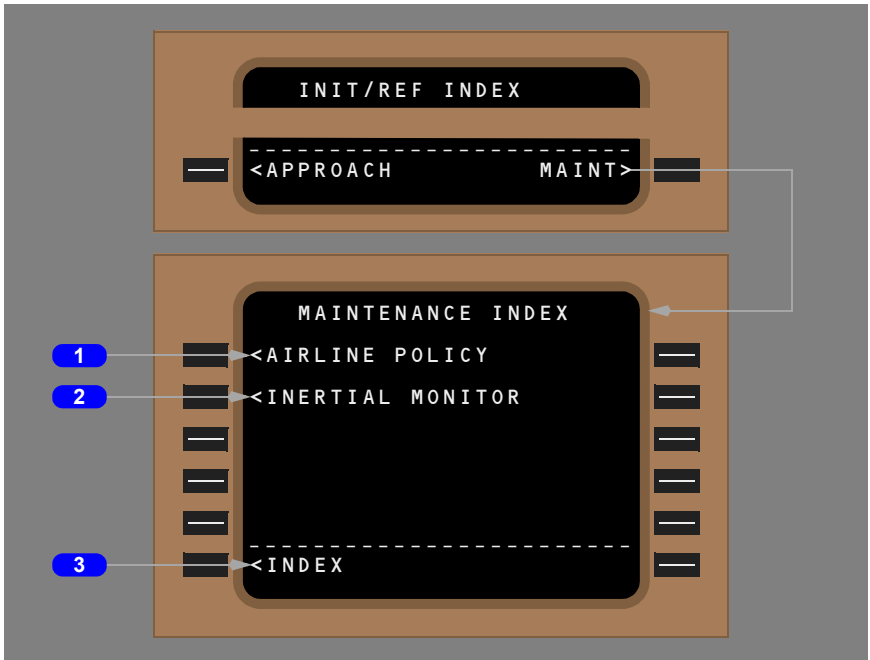 INIT/REF INDEX
<APPROACH MAINT>
MAINTENANCE INDEX
1 <AIRLINE POLICY
2 <INERTIAL MONITOR
3 <INDEX